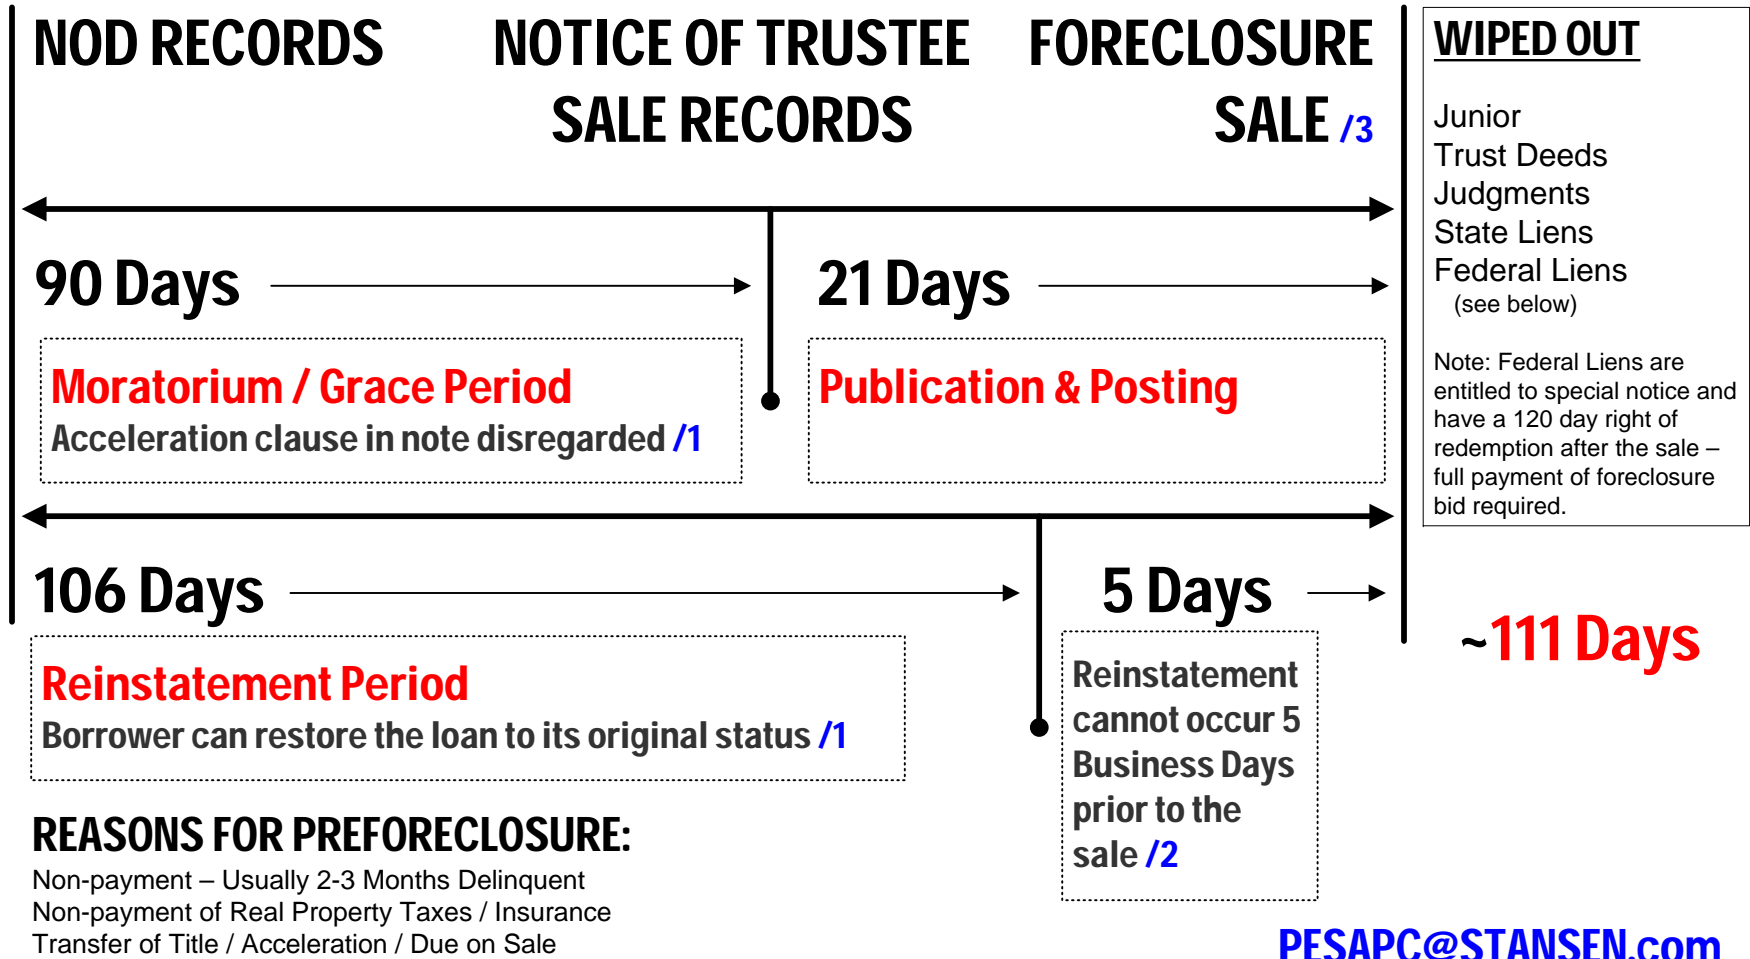 NOD RECORDS
NOTICE OF TRUSTEE
SALE RECORDS
FORECLOSURE
SALE /3
90 Days
21 Days
Moratorium / Grace Period
Acceleration clause in note disregarded /1
Publication & Posting
106 Days
5 Days
Reinstatement Period
Borrower can restore the loan to its original status /1
Reinstatement
cannot occur 5
Business Days
prior to the
sale /2
WIPED OUT
Junior
Trust Deeds
Judgments
State Liens
Federal Liens
(see below)
Note: Federal Liens are
entitled to special notice and
have a 120 day right of
redemption after the sale –
full payment of foreclosure
bid required.
~111 Days
REASONS FOR PREFORECLOSURE:
Non-payment – Usually 2-3 Months Delinquent
Non-payment of Real Property Taxes / Insurance
Transfer of Title / Acceleration / Due on Sale
PESAPC@STANSEN.com